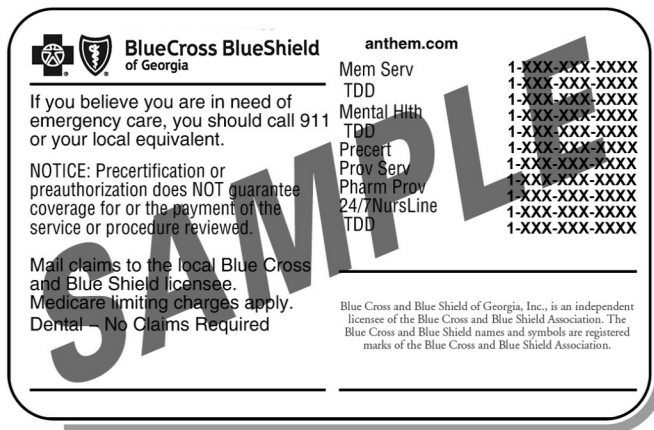 BlueCross BlueShield
of Georgia
If you believe you are in need of
emergency care, you should call 911
or your local equivalent.
NOTICE: Precertification or
preauthorization does NOT guarantee
coverage for or the payment of the
service or procedure reviewed.
Mail claims to the local Blue Cross
and Blue Shield licensee.
Medicare limiting charges apply.
Dental – No Claims Required
anthem.com
Mem Serv 1-XXX-XXX-XXXX
TDD 1-XXX-XXX-XXXX
1-XXX-XXX-XXXX
Mental Hlth 1-XXX-XXX-XXXX
TDD 1-XXX-XXX-XXXX
Precert 1-XXX-XXX-XXXX
Prov Serv 1-XXX-XXX-XXXX
Pharm Prov 1-XXX-XXX-XXXX
24/7NursLine 1-XXX-XXX-XXXX
TDD 1-XXX-XXX-XXXX
1-XXX-XXX-XXXX
Blue Cross and Blue Shield of Georgia, Inc., is an independent
licensee of the Blue Cross and Blue Shield Association. The
Blue Cross and Blue Shield names and symbols are registered
marks of the Blue Cross and Blue Shield Association.
SAMPLE